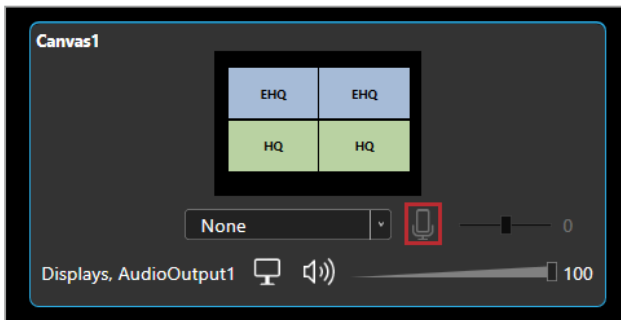 Canvas1
EHQ EHQ
HQ HQ
None 0
Displays, AudioOutput1 100